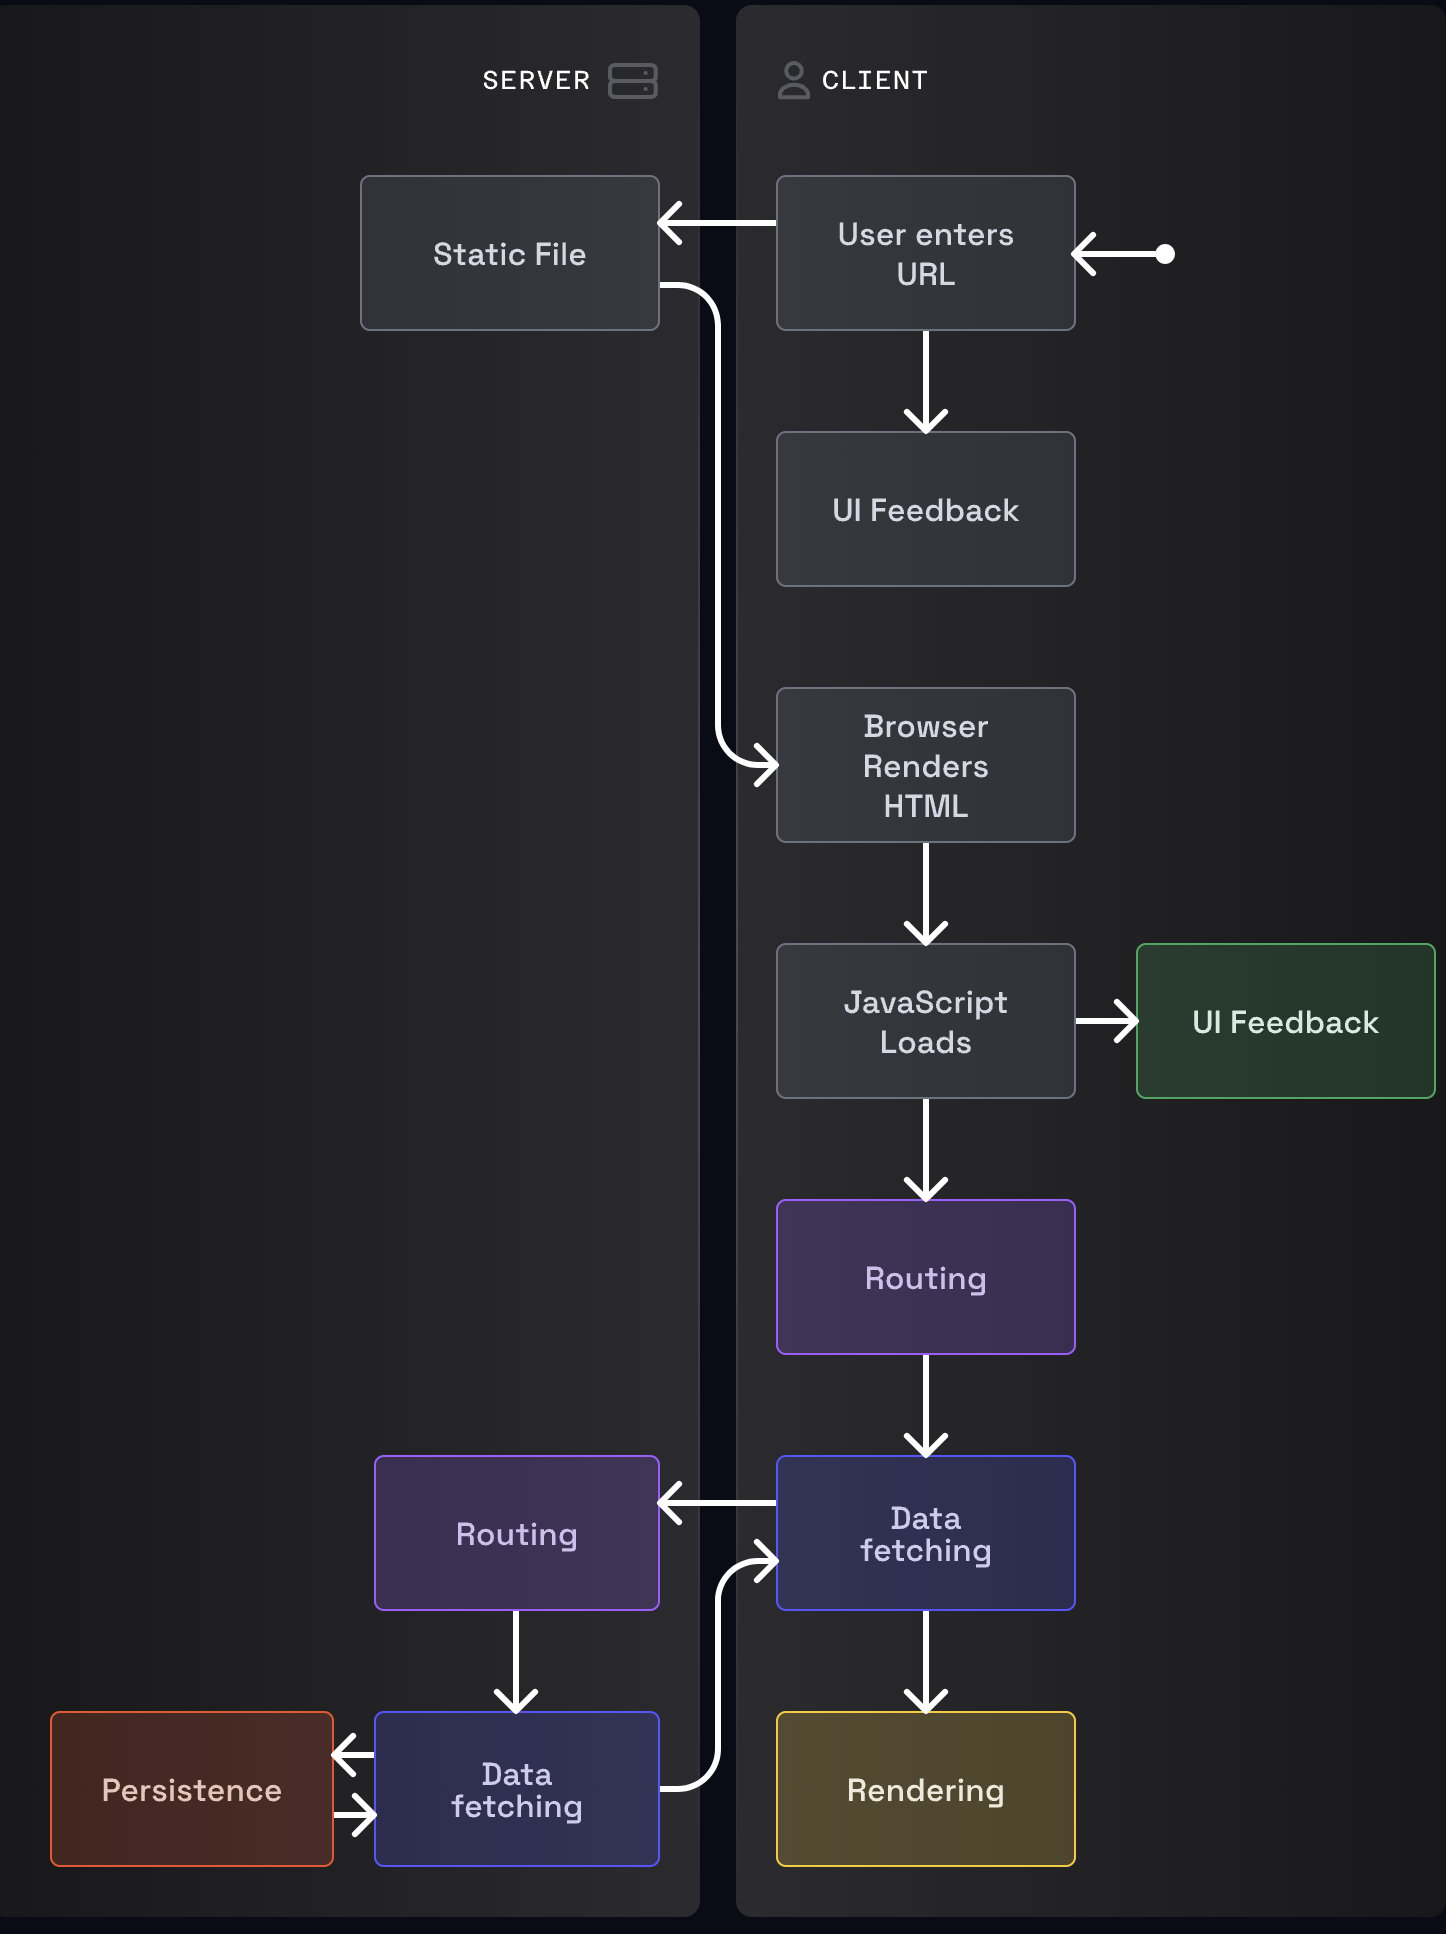 SERVER
CLIENT
Static File
User enters
URL
UI Feedback
Browser
Renders
HTML
JavaScript
Loads
UI Feedback
Routing
Routing
Data
fetching
Persistence
Data
fetching
Rendering